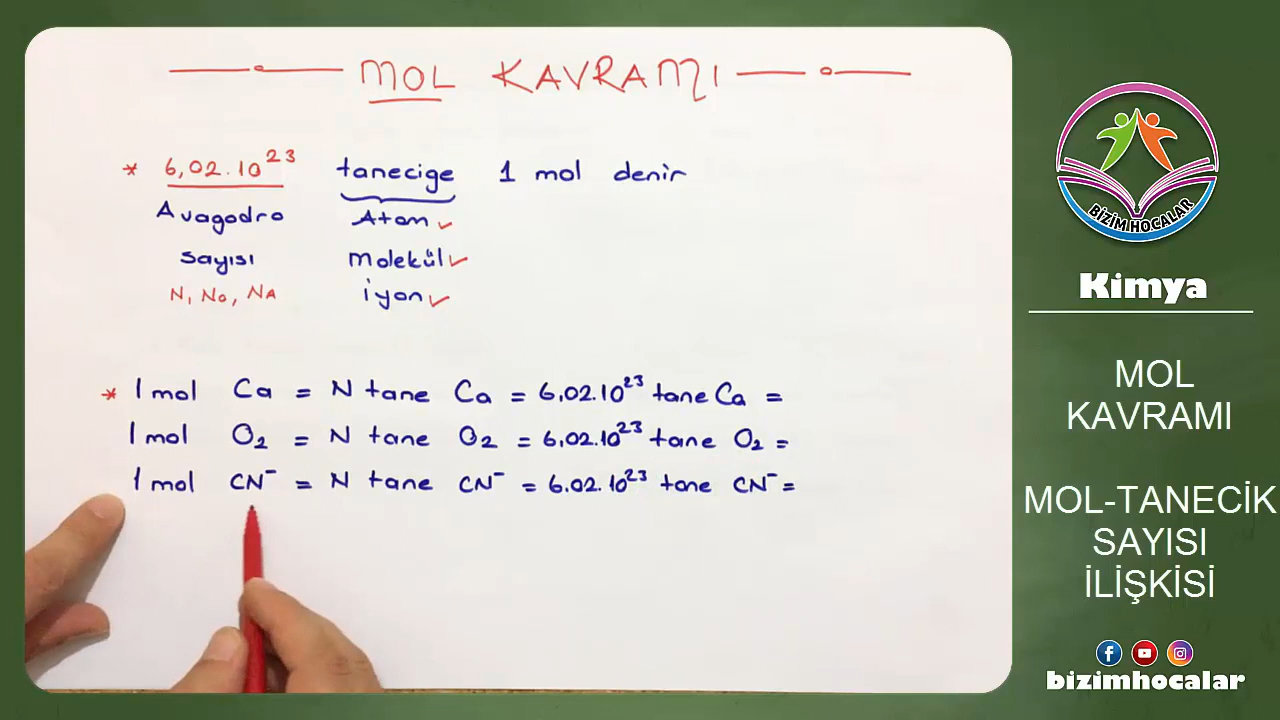 MOL KAVRAMI
* 6,02.10²³ tanecige 1 mol denir
Avagodro Atom ✓
sayısı Molekül ✓
N, No, NA İyon ✓
* 1 mol Ca = N tane Ca = 6,02.10²³ tane Ca =
1 mol O₂ = N tane O₂ = 6,02.10²³ tane O₂ =
1 mol CN⁻ = N tane CN⁻ = 6.02.10²³ tane CN⁻ =
BİZİM HOCALAR
Kimya
MOL
KAVRAMI
MOL-TANECİK
SAYISI
İLİŞKİSİ
bizimhocalar